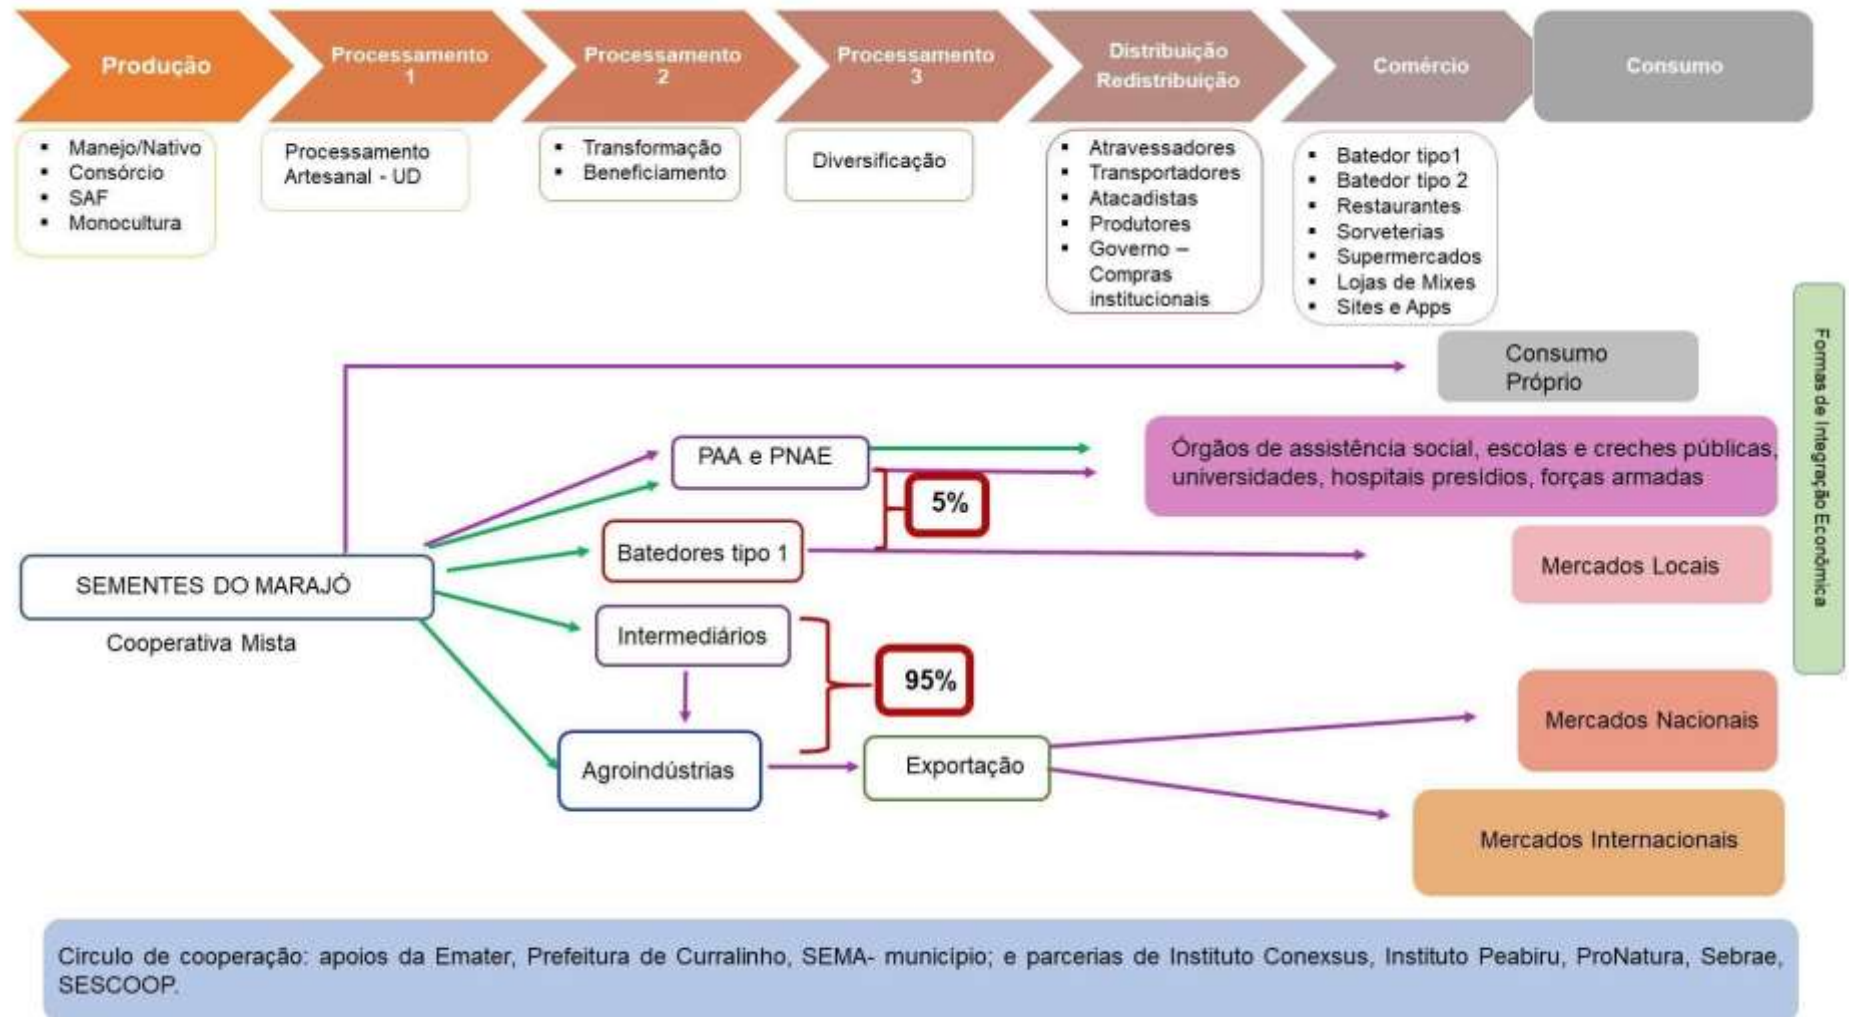 Produção
Processamento
1
Processamento
2
Processamento
3
Distribuição
Redistribuição
Comércio
Consumo
▪ Manejo/Nativo
▪ Consórcio
▪ SAF
▪ Monocultura
Processamento
Artesanal - UD
▪ Transformação
▪ Beneficiamento
Diversificação
▪ Atravessadores
▪ Transportadores
▪ Atacadistas
▪ Produtores
▪ Governo –
Compras
institucionais
▪ Batedor tipo1
▪ Batedor tipo 2
▪ Restaurantes
▪ Sorveterias
▪ Supermercados
▪ Lojas de Mixes
▪ Sites e Apps
Formas de Integração Econômica
Consumo
Próprio
PAA e PNAE
Órgãos de assistência social, escolas e creches públicas,
universidades, hospitais presídios, forças armadas
5%
Batedores tipo 1
Mercados Locais
SEMENTES DO MARAJÓ
Cooperativa Mista
Intermediários
95%
Agroindústrias
Exportação
Mercados Nacionais
Mercados Internacionais
Círculo de cooperação: apoios da Emater, Prefeitura de Curralinho, SEMA- município; e parcerias de Instituto Conexsus, Instituto Peabiru, ProNatura, Sebrae,
SESCOOP.